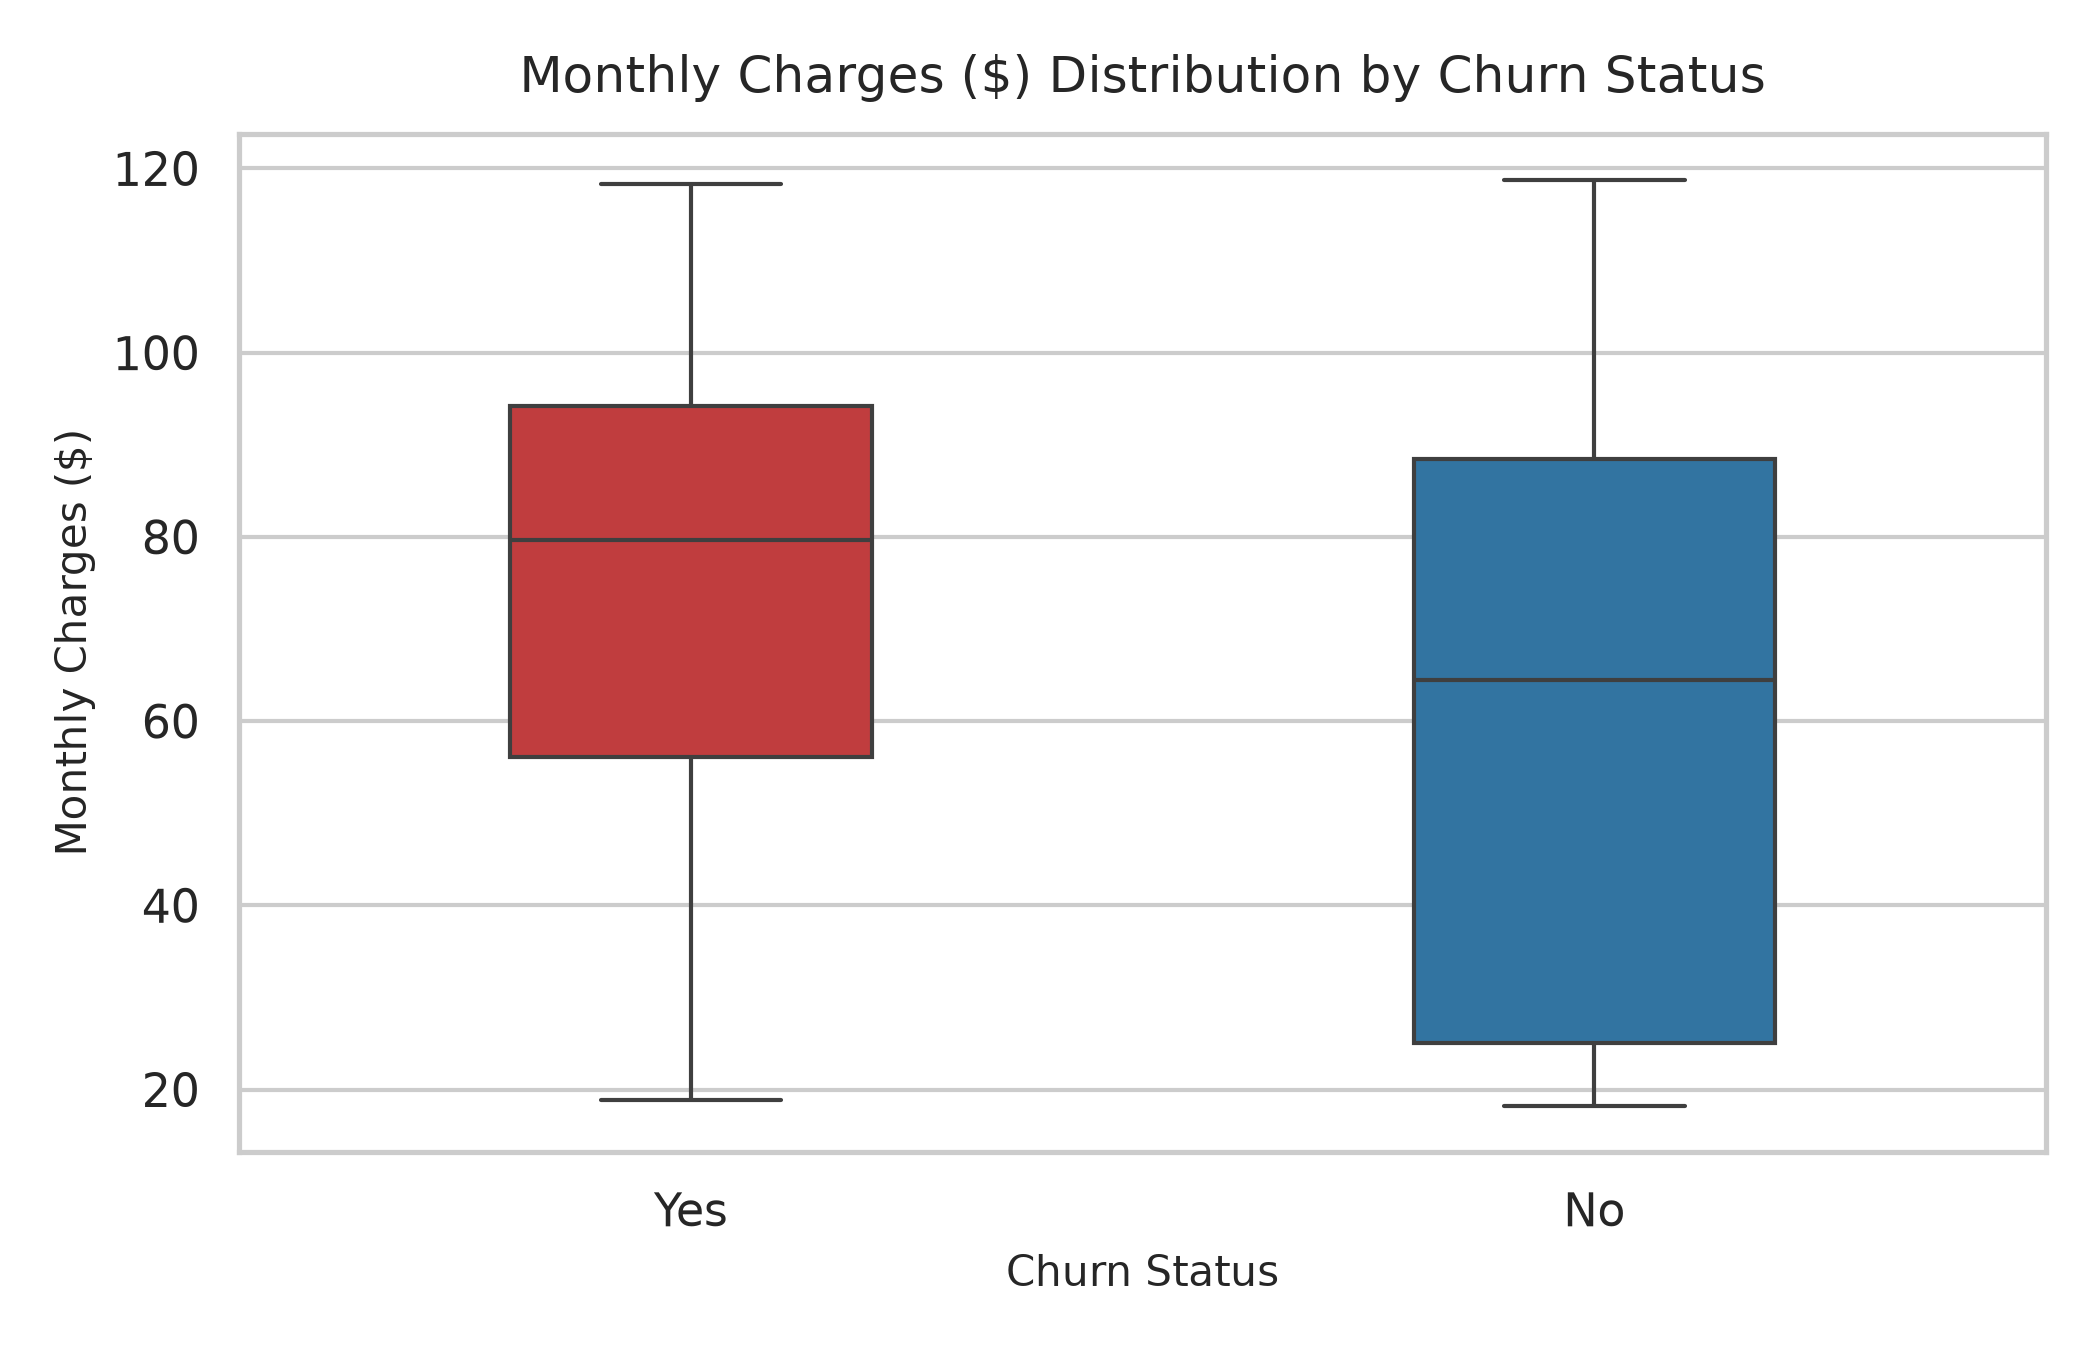 Monthly Charges ($) Distribution by Churn Status
Monthly Charges ($)
120
100
80
60
40
20
Yes
No
Churn Status